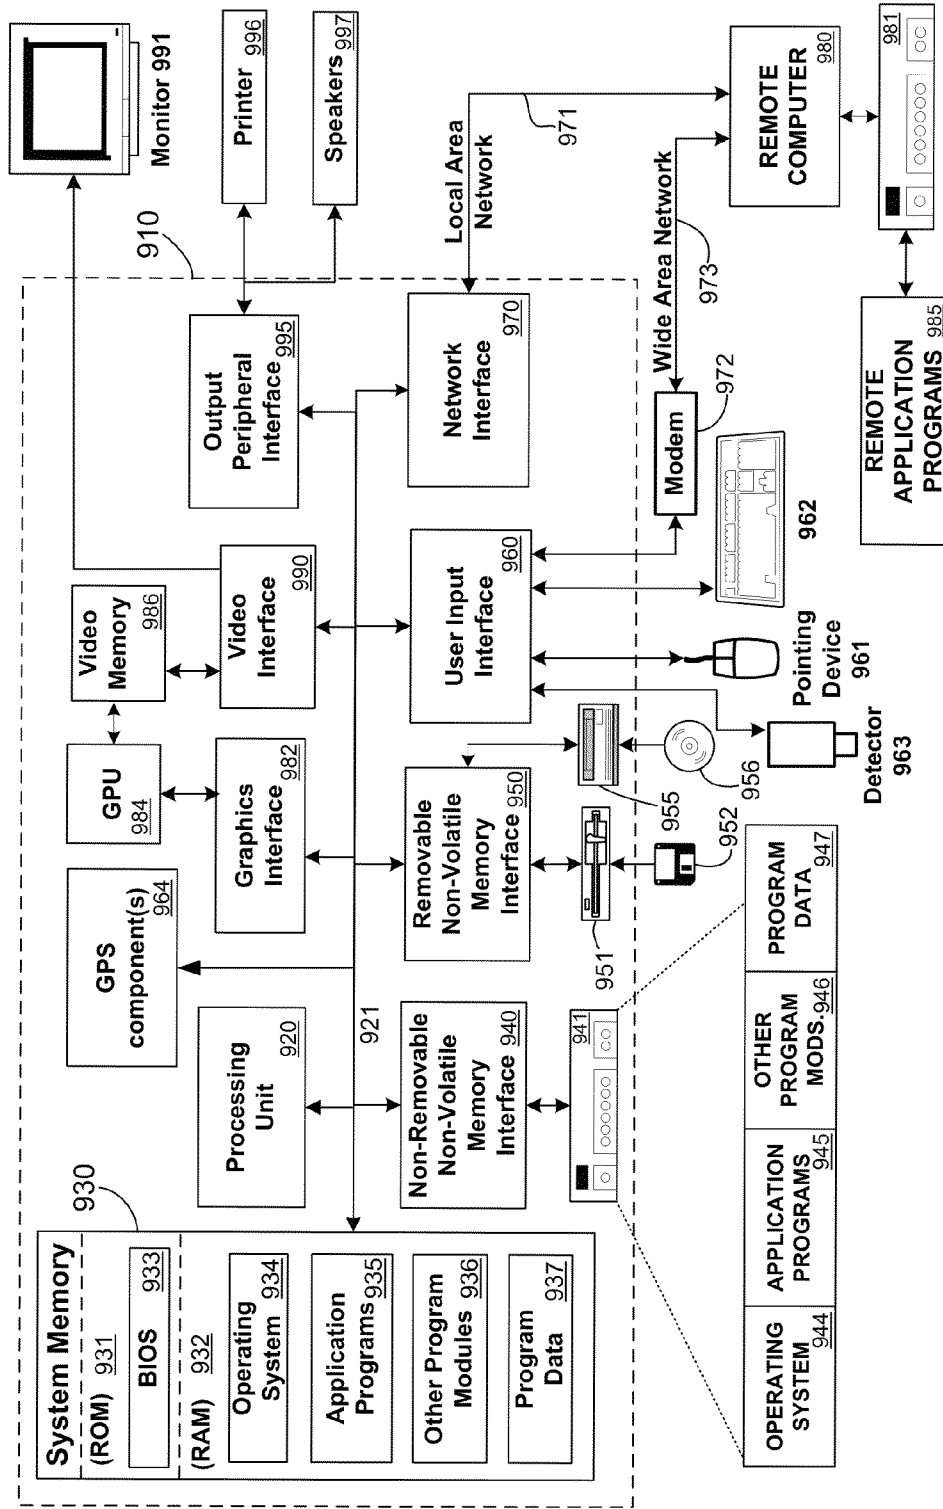 System Memory
(ROM) 931
BIOS 933
(RAM) 932
Operating
System 934
Application
Programs 935
Other Program
Modules 936
Program
Data 937
930
Processing
Unit 920
GPS
component(s) 964
GPU
984
Video
Memory 986
Graphics
Interface 982
Video
Interface 990
Output
Peripheral 995
Interface
910
Monitor 991
Printer 996
Speakers 997
921
Non-Removable
Non-Volatile
Memory 940
Interface
Removable
Non-Volatile
Memory 950
Interface
User Input
Interface 960
Network
Interface 970
Local Area
Network
971
941
951
952
955
956
Detector
963
Pointing
Device
961
962
Modem
972
Wide Area Network
973
REMOTE
COMPUTER 980
981
REMOTE
APPLICATION
PROGRAMS 985
OPERATING
SYSTEM 944
APPLICATION
PROGRAMS 945
OTHER
PROGRAM
MODS. 946
PROGRAM
DATA 947